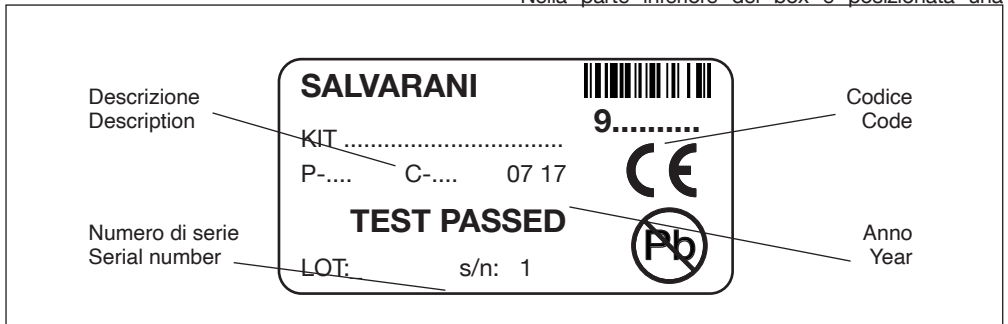 Nella parte inferiore del box è posizionata una
Descrizione
Description
SALVARANI
KIT .................................
P-.... C-.... 07 17
TEST PASSED
LOT:_ s/n: 1
9..........
CE
Pb
Codice
Code
Numero di serie
Serial number
Anno
Year